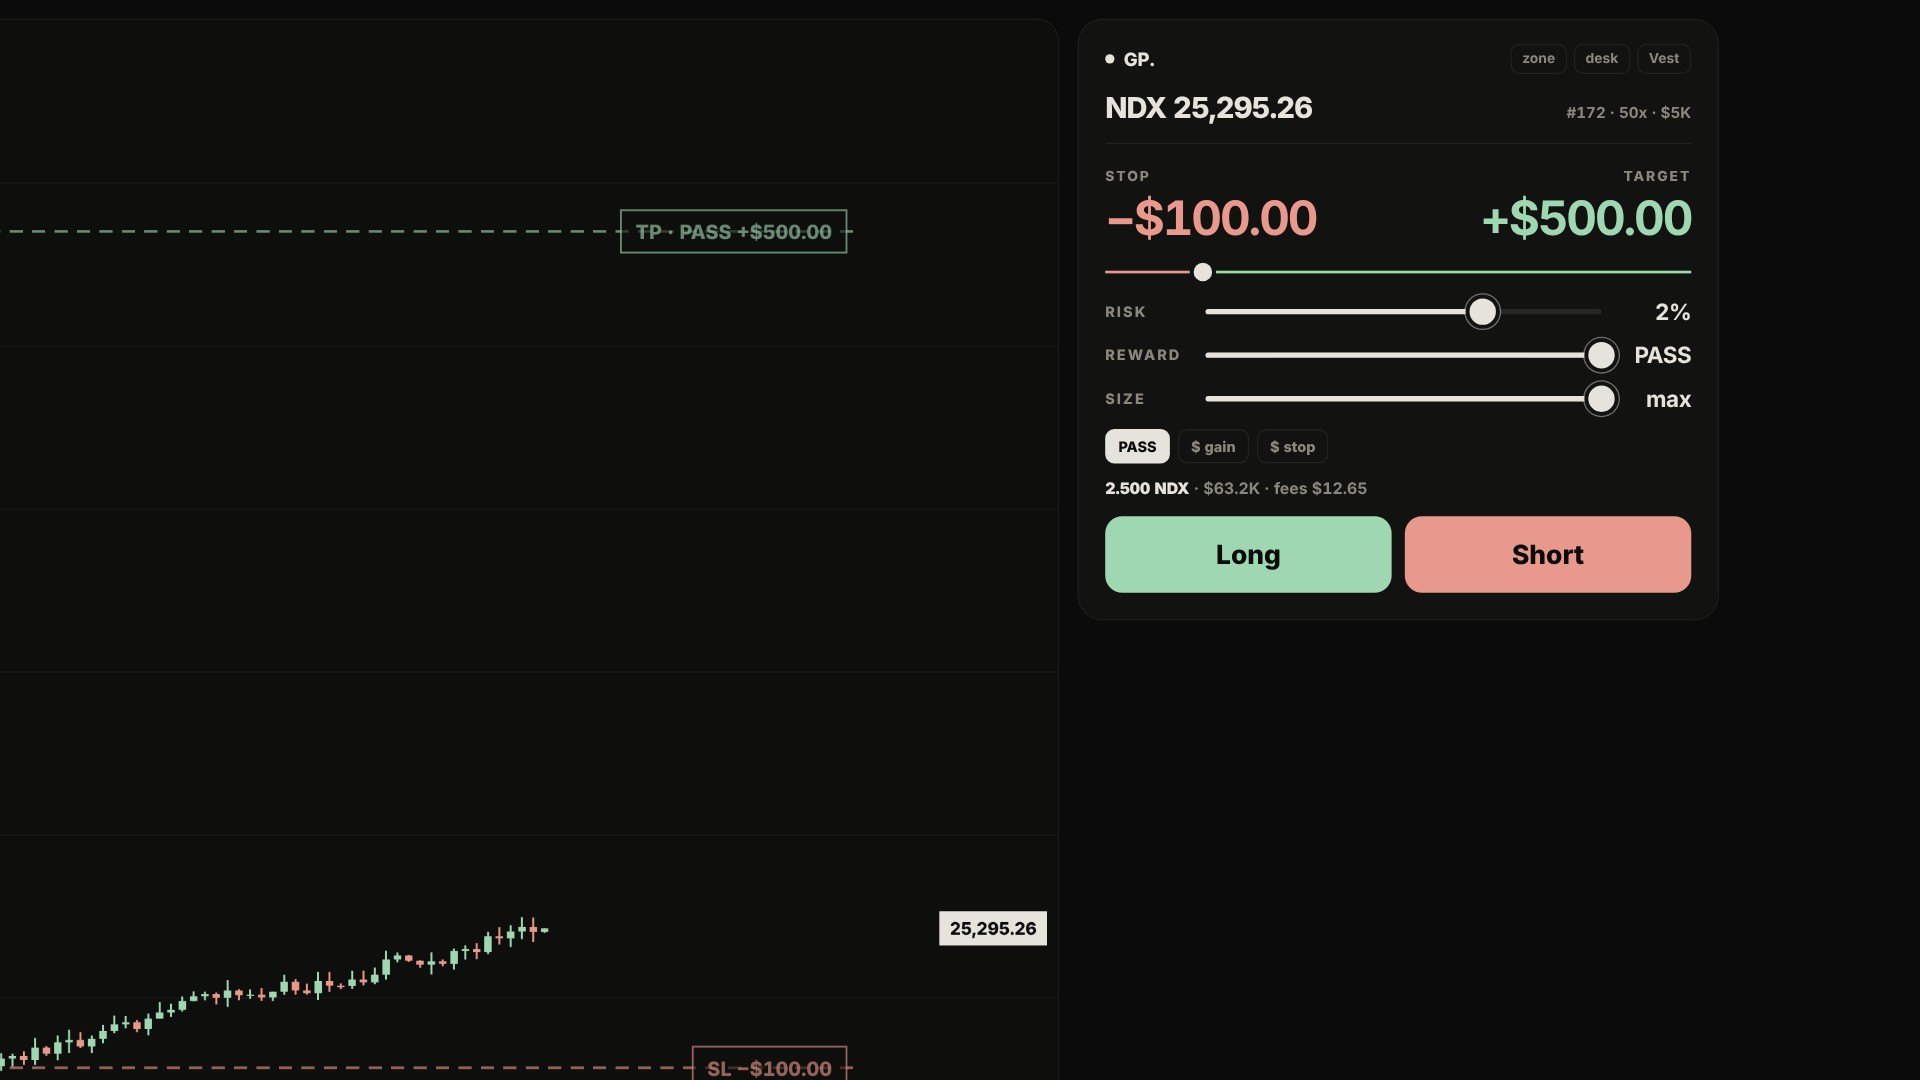 GP.
zone desk Vest
NDX 25,295.26
#172 · 50x · $5K
STOP TARGET
−$100.00 +$500.00
RISK 2%
REWARD PASS
SIZE max
PASS $ gain $ stop
2.500 NDX · $63.2K · fees $12.65
Long Short
TP · PASS +$500.00
25,295.26
SL −$100.00